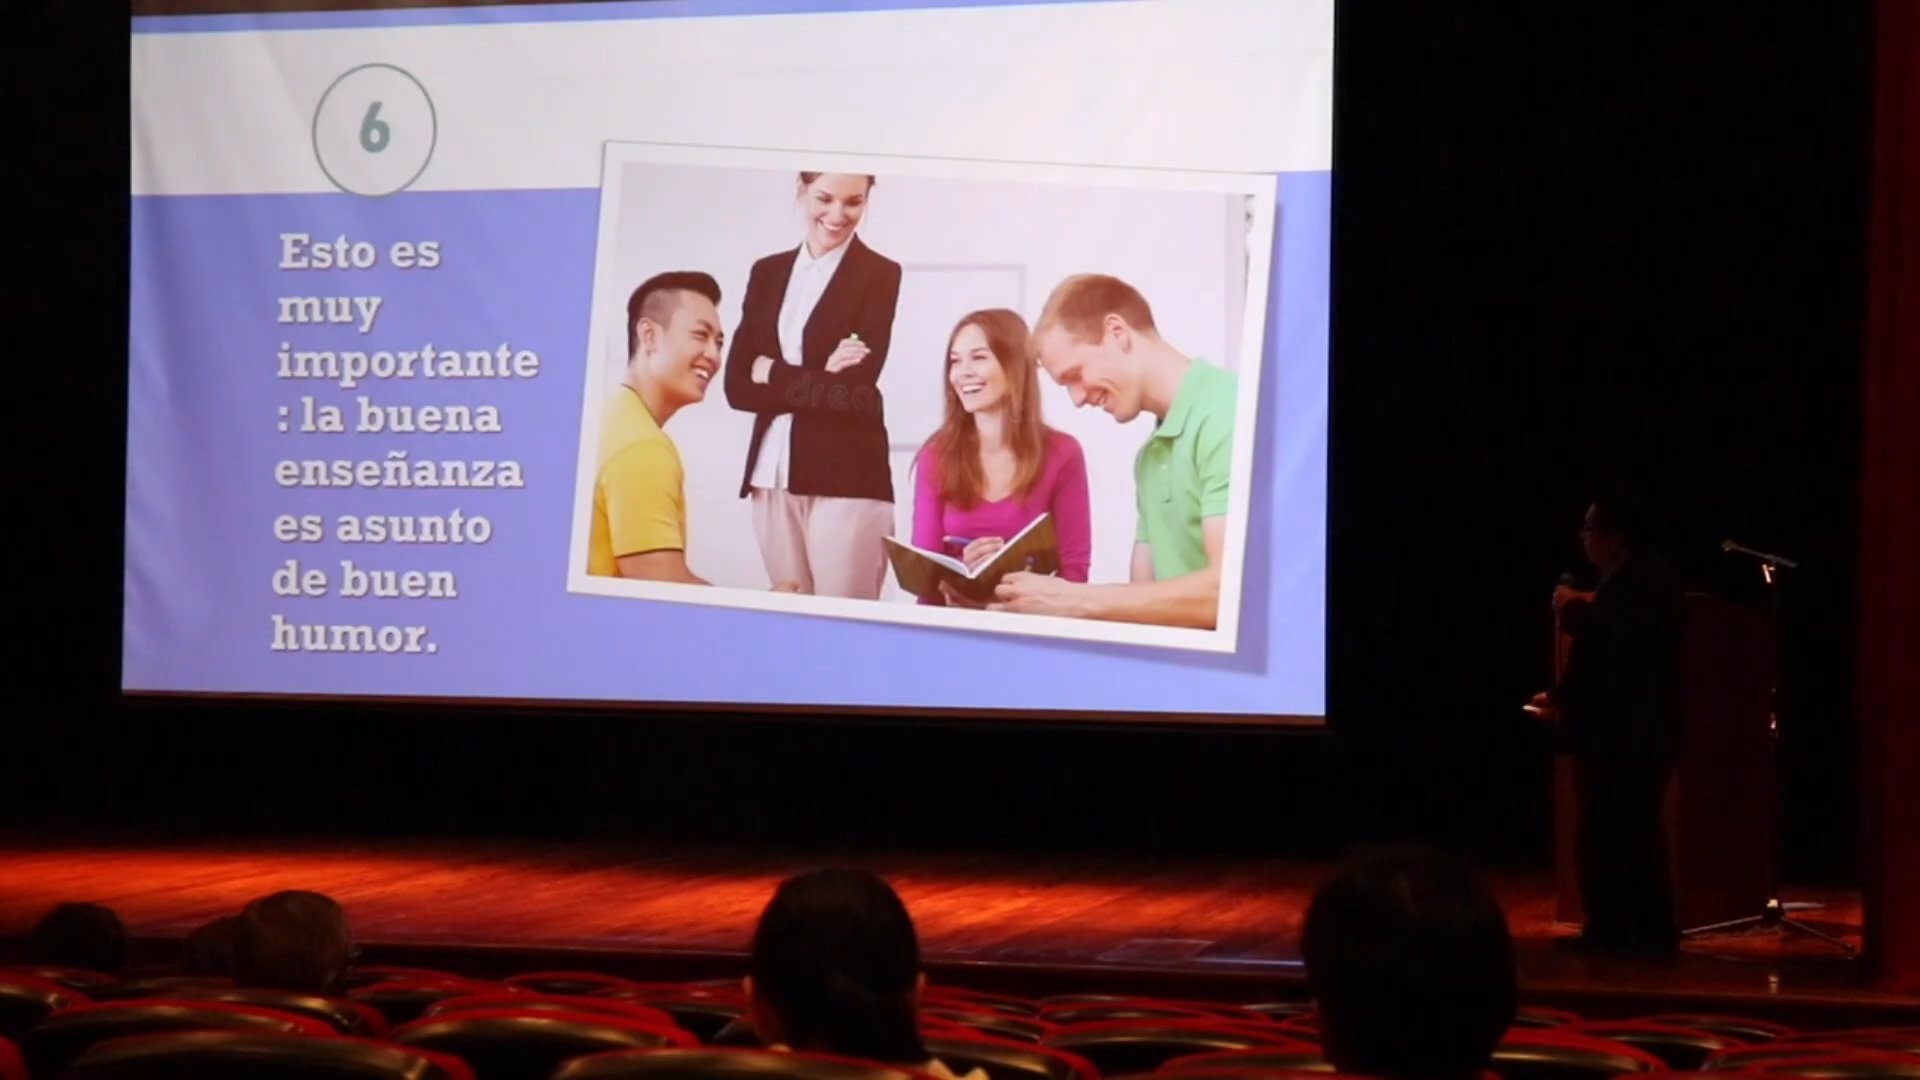 6
Esto es
muy
importante
: la buena
enseñanza
es asunto
de buen
humor.